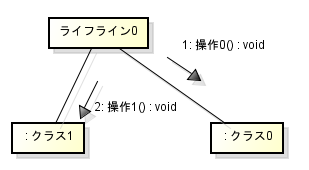 ライフライン0
1: 操作0() : void
2: 操作1() : void
: クラス1
: クラス0